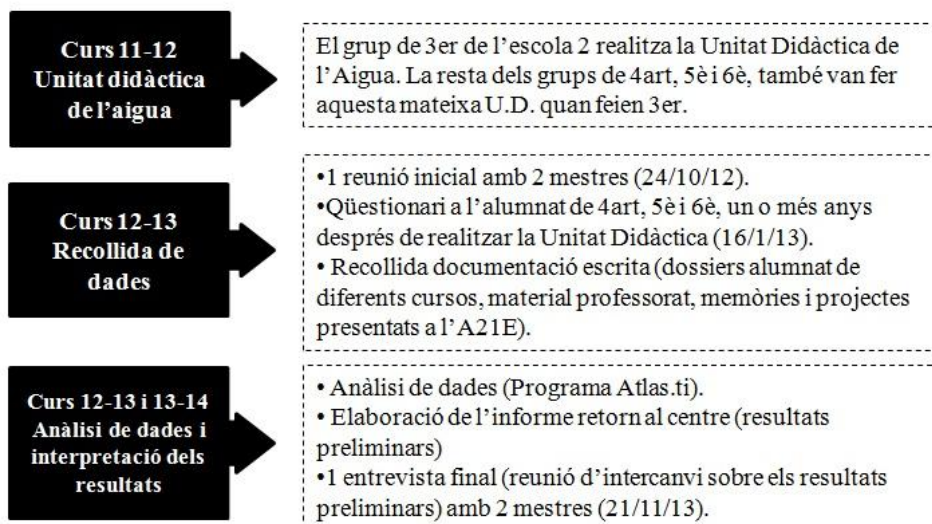 Curs 11-12
Unitat didàctica
de l'aigua
El grup de 3er de l'escola 2 realitza la Unitat Didàctica de
l'Aigua. La resta dels grups de 4art, 5è i 6è, també van fer
aquesta mateixa U.D. quan feien 3er.
Curs 12-13
Recollida de
dades
•1 reunió inicial amb 2 mestres (24/10/12).
•Qüestionari a l'alumnat de 4art, 5è i 6è, un o més anys
després de realitzar la Unitat Didàctica (16/1/13).
• Recollida documentació escrita (dossiers alumnat de
diferents cursos, material professorat, memòries i projectes
presentats a l'A21E).
Curs 12-13 i 13-14
Anàlisi de dades i
interpretació dels
resultats
• Anàlisi de dades (Programa Atlas.ti).
• Elaboració de l'informe retorn al centre (resultats
preliminars)
•1 entrevista final (reunió d'intercanvi sobre els resultats
preliminars) amb 2 mestres (21/11/13).